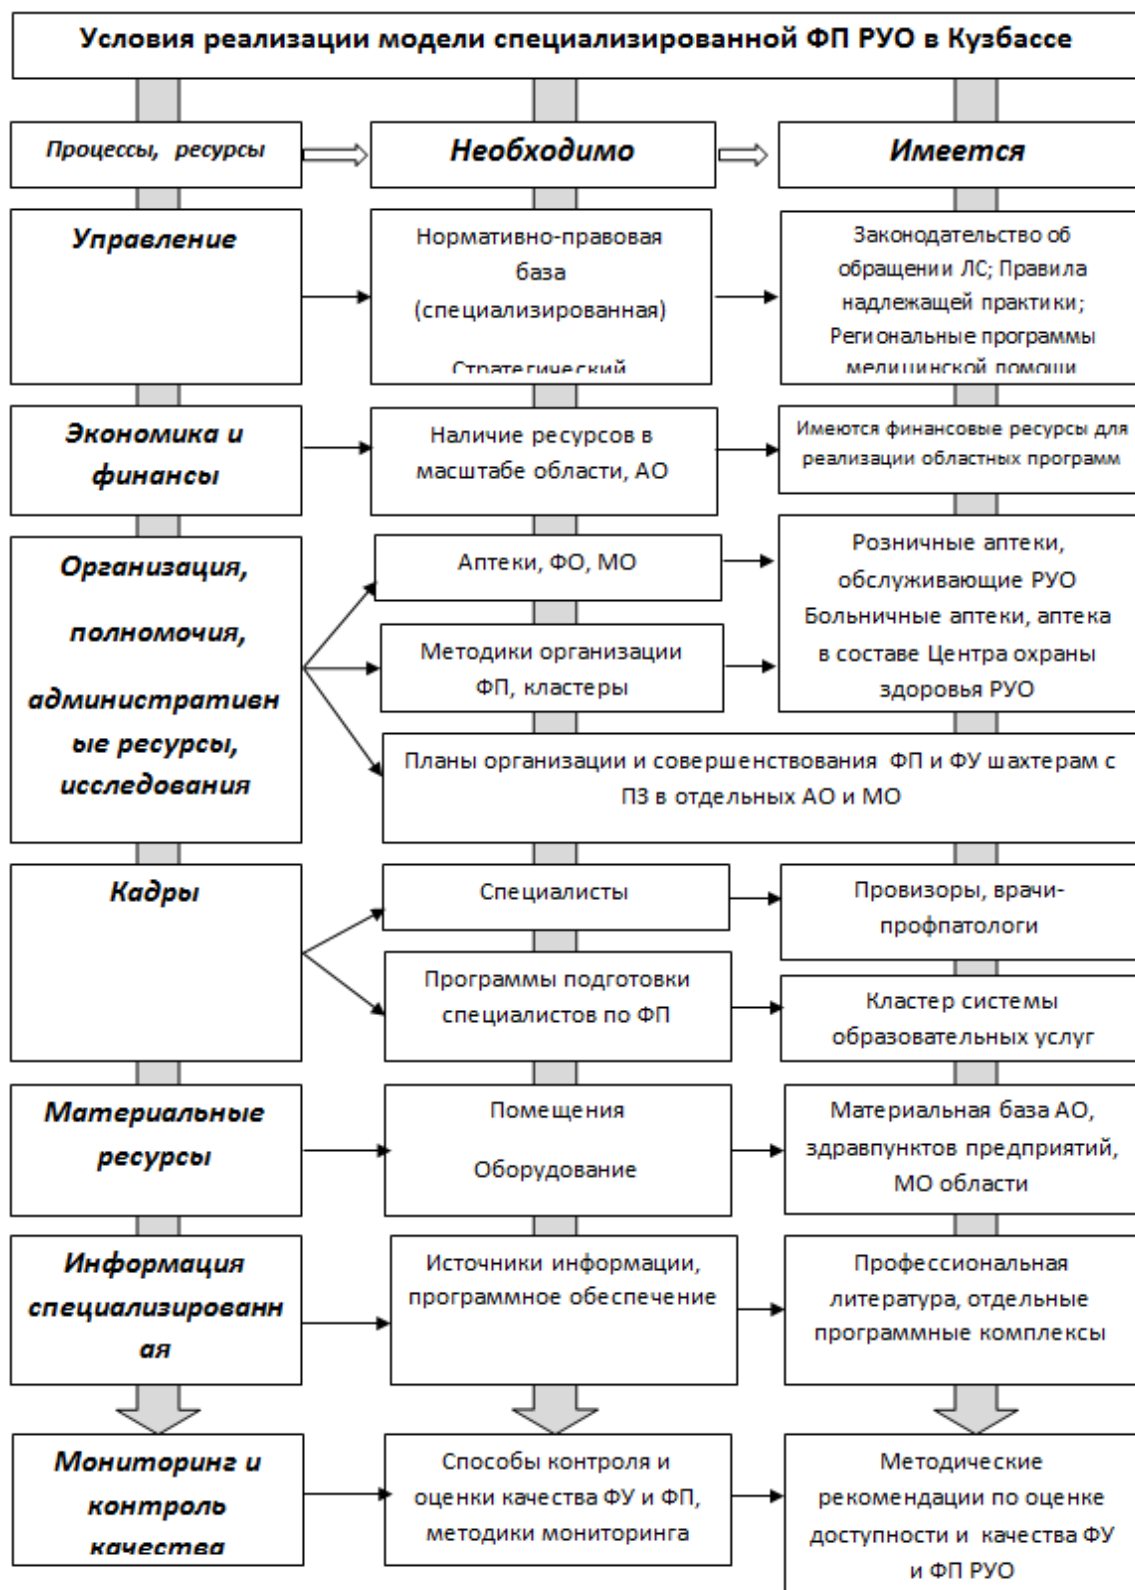 Условия реализации модели специализированной ФП РУО в Кузбассе
Процессы, ресурсы
Необходимо
Имеется
Управление
Нормативно-правовая
база
(специализированная)
Стратегический
Законодательство об
обращении ЛС; Правила
надлежащей практики;
Региональные программы
медицинской помощи
Экономика и
финансы
Наличие ресурсов в
масштабе области, АО
Имеются финансовые ресурсы для
реализации областных программ
Организация,
полномочия,
административн
ые ресурсы,
исследования
Аптеки, ФО, МО
Методики организации
ФП, кластеры
Розничные аптеки,
обслуживающие РУО
Больничные аптеки, аптека
в составе Центра охраны
здоровья РУО
Планы организации и совершенствования ФП и ФУ шахтерам с
ПЗ в отдельных АО и МО
Кадры
Специалисты
Провизоры, врачи-
профпатологи
Программы подготовки
специалистов по ФП
Кластер системы
образовательных услуг
Материальные
ресурсы
Помещения
Оборудование
Материальная база АО,
здравпунктов предприятий,
МО области
Информация
специализированн
ая
Источники информации,
программное обеспечение
Профессиональная
литература, отдельные
программные комплексы
Мониторинг и
контроль
качества
Способы контроля и
оценки качества ФУ и ФП,
методики мониторинга
Методические
рекомендации по оценке
доступности и качества ФУ
и ФП РУО